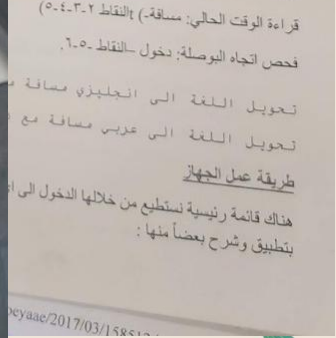 قراءة الوقت الحالي: مسافة-) tالنقاط ٢-٣-٤-٥)
فحص اتجاه البوصلة: دخول –النقاط ٥-٦.
تحويل اللغة الى انجليزي مسافة
تحويل اللغة الى عربي مسافة مع
طريقة عمل الجهاز
هناك قائمة رئيسية نستطيع من خلالها الدخول الى
بتطبيق وشرح بعضاً منها :
beyaae/2017/03/15851